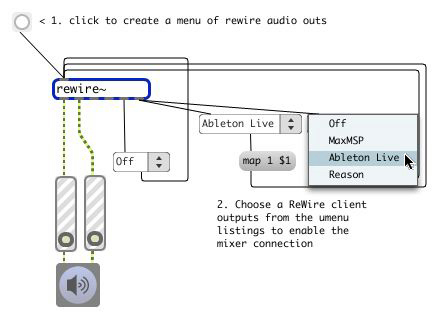 < 1. click to create a menu of rewire audio outs
rewire~
Ableton Live
Off
MaxMSP
Ableton Live
Reason
Off
map 1 $1
2. Choose a ReWire client
outputs from the umenu
listings to enable the
mixer connection